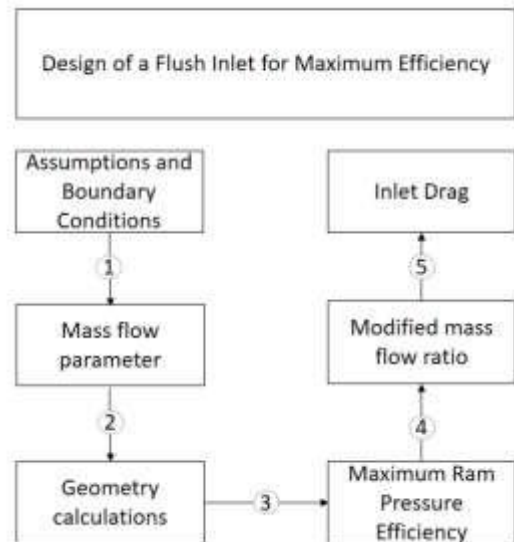 Design of a Flush Inlet for Maximum Efficiency
Assumptions and
Boundary
Conditions
1
Mass flow
parameter
2
Geometry
calculations
3
Maximum Ram
Pressure
Efficiency
4
Modified mass
flow ratio
5
Inlet Drag